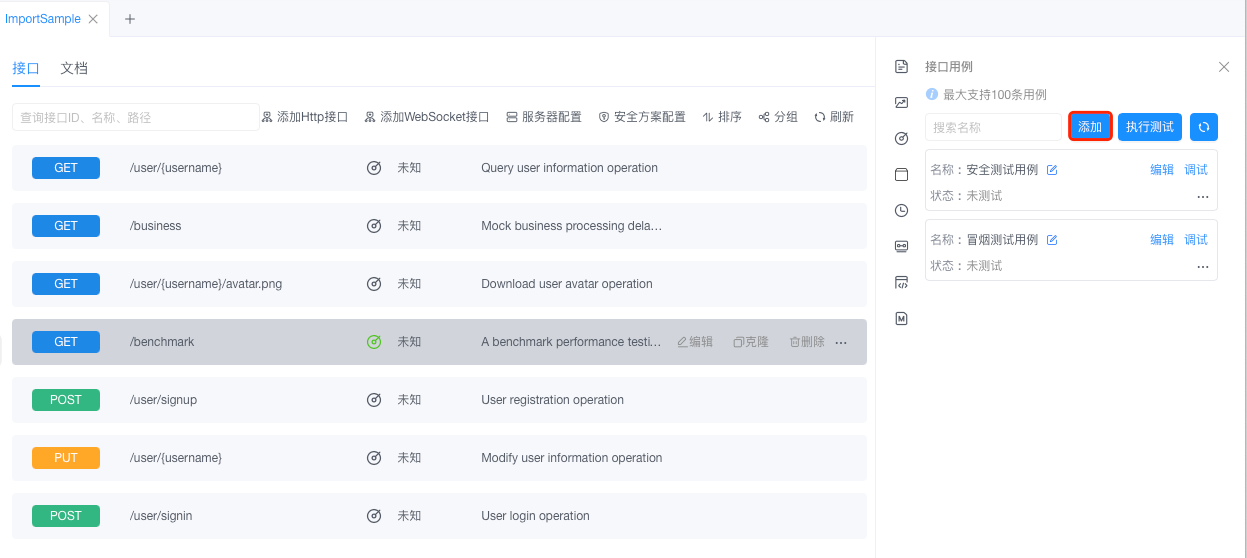 ImportSample
接口 文档
查询接口ID、名称、路径 添加Http接口 添加WebSocket接口 服务器配置 安全方案配置 排序 分组 刷新
GET /user/{username} 未知 Query user information operation
GET /business 未知 Mock business processing dela…
GET /user/{username}/avatar.png 未知 Download user avatar operation
GET /benchmark 未知 A benchmark performance testi… 编辑 克隆 删除 …
POST /user/signup 未知 User registration operation
PUT /user/{username} 未知 Modify user information operation
POST /user/signin 未知 User login operation
接口用例
最大支持100条用例
搜索名称 添加 执行测试
名称：安全测试用例 编辑 调试
状态：未测试 …
名称：冒烟测试用例 编辑 调试
状态：未测试 …